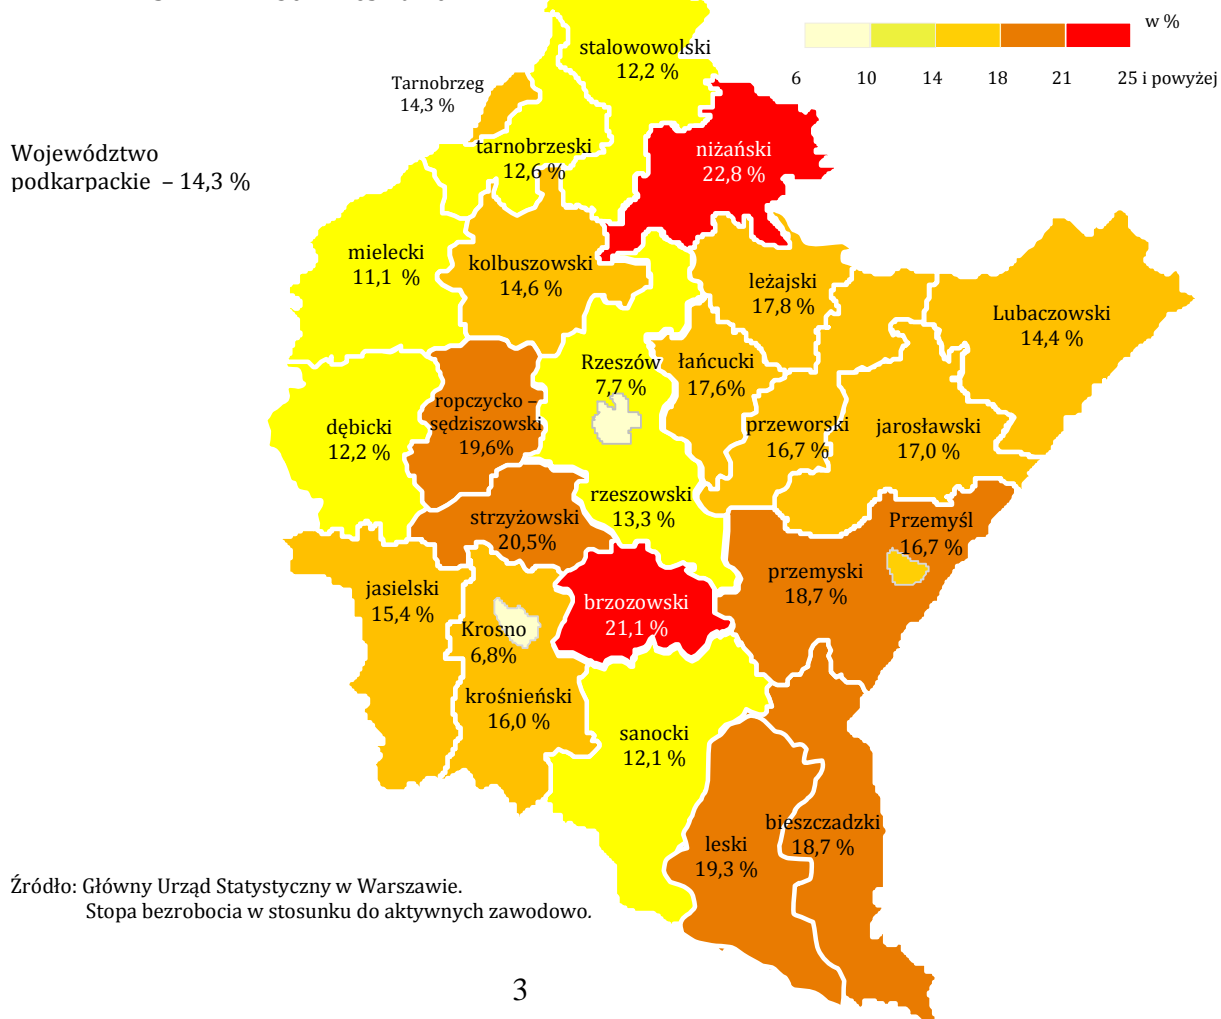 w %
6 10 14 18 21 25 i powyżej
stalowowolski
12,2 %
Tarnobrzeg
14,3 %
tarnobrzeski
12,6 %
niżański
22,8 %
Województwo
podkarpackie – 14,3 %
mielecki
11,1 %
kolbuszowski
14,6 %
leżajski
17,8 %
Lubaczowski
14,4 %
Rzeszów
7,7 %
łańcucki
17,6%
ropczycko –
sędziszowski
19,6%
dębicki
12,2 %
przeworski
16,7 %
jarosławski
17,0 %
rzeszowski
13,3 %
strzyżowski
20,5%
Przemyśl
16,7 %
przemyski
18,7 %
jasielski
15,4 %
brzozowski
21,1 %
Krosno
6,8%
krośnieński
16,0 %
sanocki
12,1 %
bieszczadzki
18,7 %
leski
19,3 %
Źródło: Główny Urząd Statystyczny w Warszawie.
Stopa bezrobocia w stosunku do aktywnych zawodowo.
3